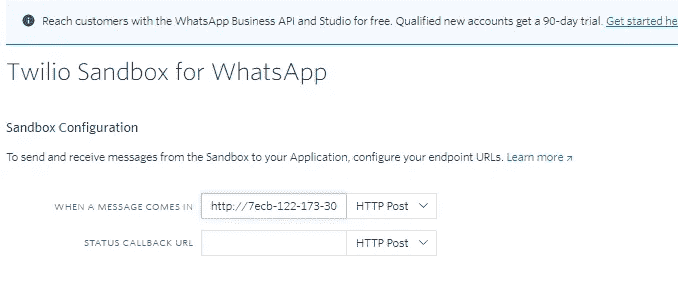 Reach customers with the WhatsApp Business API and Studio for free. Qualified new accounts get a 90-day trial. Get started he
Twilio Sandbox for WhatsApp
Sandbox Configuration
To send and receive messages from the Sandbox to your Application, configure your endpoint URLs. Learn more ↗
WHEN A MESSAGE COMES IN http://7ecb-122-173-30 HTTP Post
STATUS CALLBACK URL HTTP Post